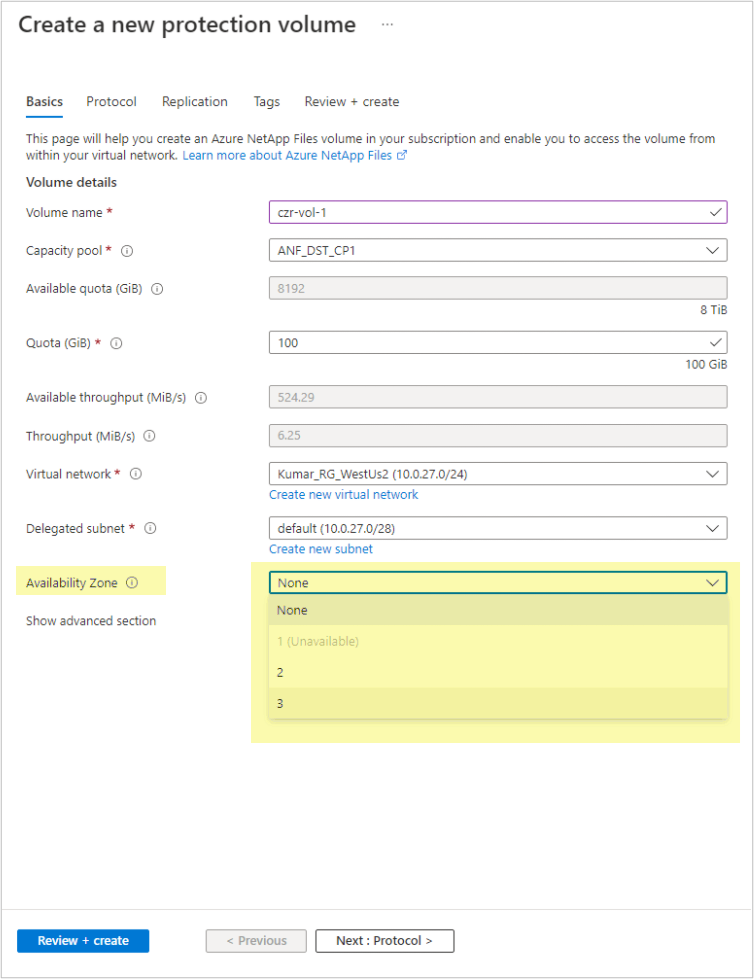 Create a new protection volume ...
Basics Protocol Replication Tags Review + create
This page will help you create an Azure NetApp Files volume in your subscription and enable you to access the volume from
within your virtual network. Learn more about Azure NetApp Files
Volume details
Volume name * czr-vol-1
Capacity pool * ANF_DST_CP1
Available quota (GiB) 8192
8 TiB
Quota (GiB) * 100
100 GiB
Available throughput (MiB/s) 524.29
Throughput (MiB/s) 6.25
Virtual network * Kumar_RG_WestUs2 (10.0.27.0/24)
Create new virtual network
Delegated subnet * default (10.0.27.0/28)
Create new subnet
Availability Zone None
None
Show advanced section
1 (Unavailable)
2
3
Review + create < Previous Next : Protocol >